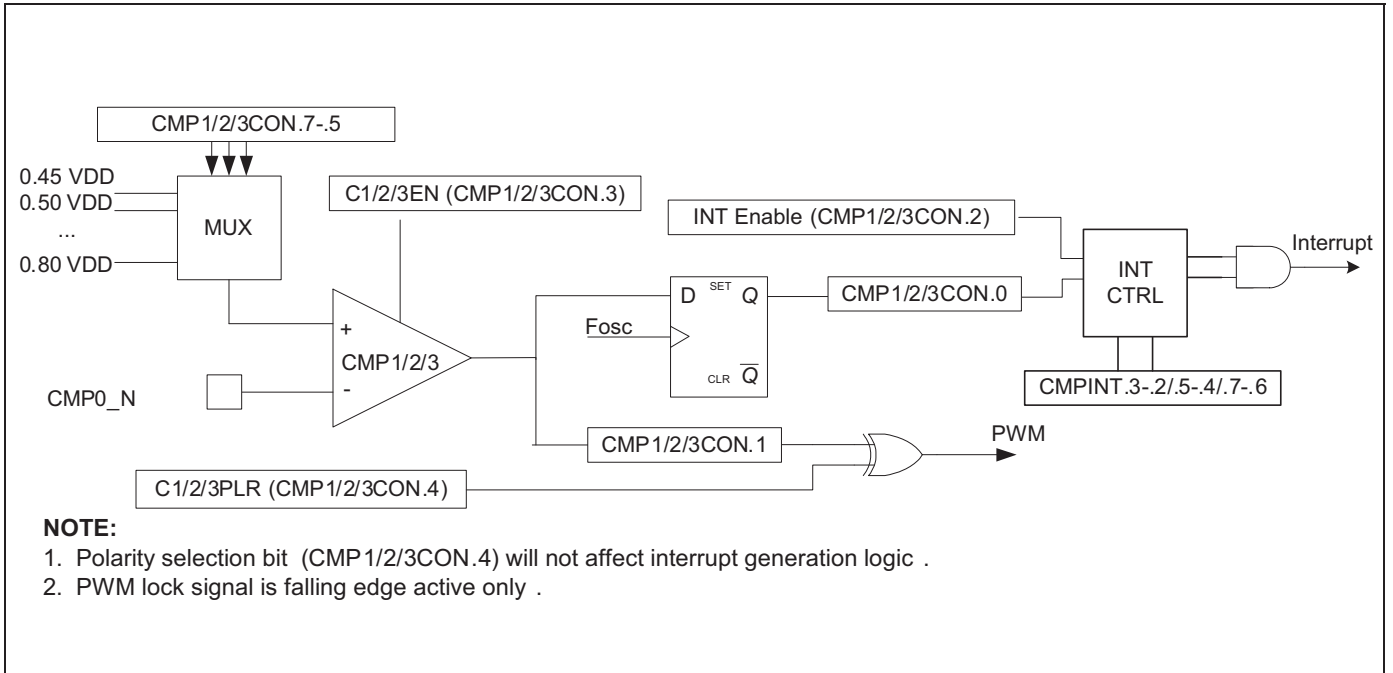 CMP1/2/3CON.7-.5
0.45 VDD
0.50 VDD
...
0.80 VDD
MUX
C1/2/3EN (CMP1/2/3CON.3)
INT Enable (CMP1/2/3CON.2)
Interrupt
INT
CTRL
D SET Q
CMP1/2/3CON.0
Fosc
+
CMP1/2/3
-
CLR Q
CMPINT.3-.2/.5-.4/.7-.6
CMP0_N
PWM
CMP1/2/3CON.1
C1/2/3PLR (CMP1/2/3CON.4)
NOTE:
1. Polarity selection bit (CMP1/2/3CON.4) will not affect interrupt generation logic .
2. PWM lock signal is falling edge active only .